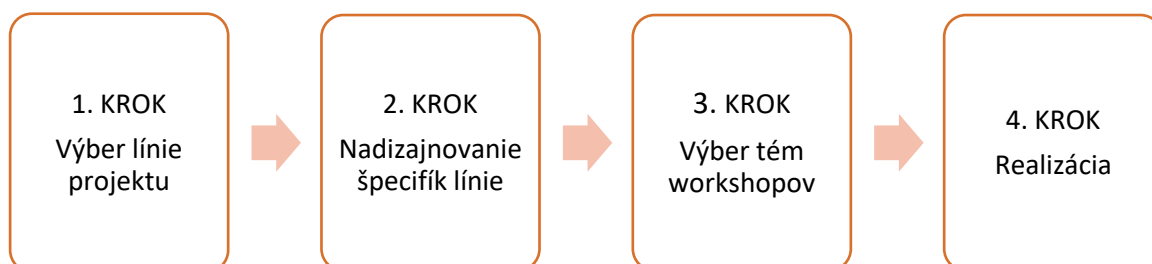 1. KROK
Výber línie
projektu
2. KROK
Nadizajnovanie
špecifík línie
3. KROK
Výber tém
workshopov
4. KROK
Realizácia